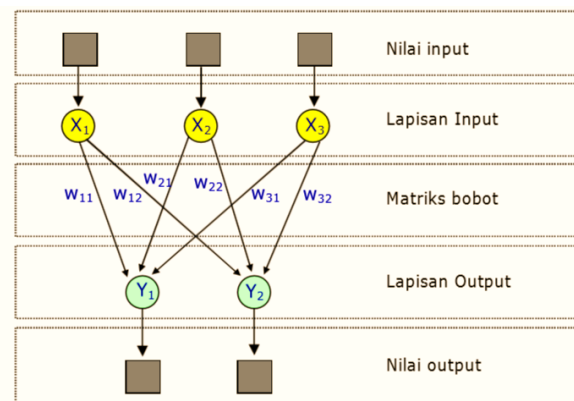 Nilai input
X₁ X₂ X₃ Lapisan Input
w₁₁ w₁₂ w₂₁ w₂₂ w₃₁ w₃₂ Matriks bobot
Y₁ Y₂ Lapisan Output
Nilai output